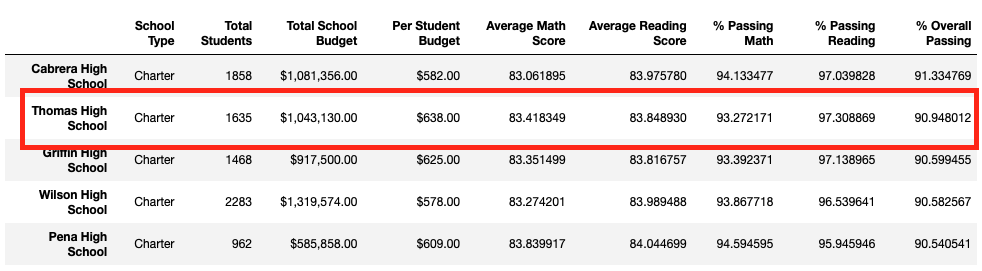 School Type Total Students Total School Budget Per Student Budget Average Math Score Average Reading Score % Passing Math % Passing Reading % Overall Passing
Cabrera High School Charter 1858 $1,081,356.00 $582.00 83.061895 83.975780 94.133477 97.039828 91.334769
Thomas High School Charter 1635 $1,043,130.00 $638.00 83.418349 83.848930 93.272171 97.308869 90.948012
Griffin High School Charter 1468 $917,500.00 $625.00 83.351499 83.816757 93.392371 97.138965 90.599455
Wilson High School Charter 2283 $1,319,574.00 $578.00 83.274201 83.989488 93.867718 96.539641 90.582567
Pena High School Charter 962 $585,858.00 $609.00 83.839917 84.044699 94.594595 95.945946 90.540541